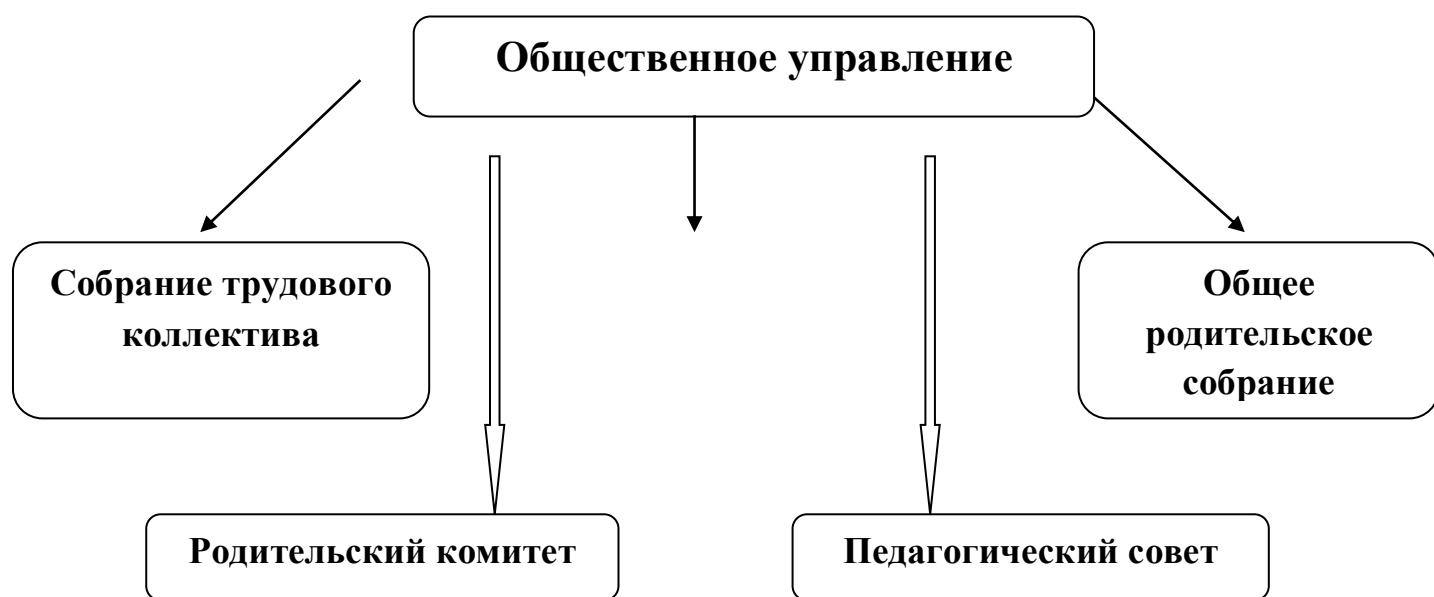 Общественное управление
Собрание трудового
коллектива
Общее
родительское
собрание
Родительский комитет
Педагогический совет